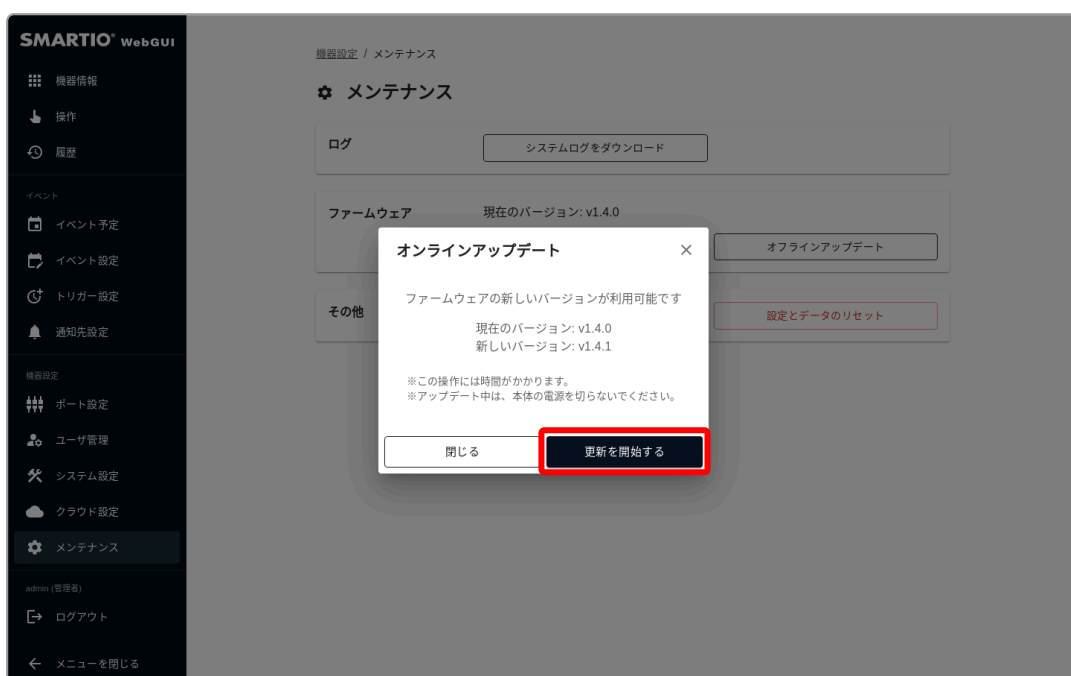 SMARTIO® WebGUI
機器情報
操作
履歴
イベント
イベント予定
イベント設定
トリガー設定
通知先設定
機器設定
ポート設定
ユーザ管理
システム設定
クラウド設定
メンテナンス
admin (管理者)
ログアウト
メニューを閉じる
機器設定 / メンテナンス
メンテナンス
ログ
システムログをダウンロード
ファームウェア
現在のバージョン: v1.4.0
オフラインアップデート
その他
設定とデータのリセット
オンラインアップデート
ファームウェアの新しいバージョンが利用可能です
現在のバージョン: v1.4.0
新しいバージョン: v1.4.1
※この操作には時間がかかります。
※アップデート中は、本体の電源を切らないでください。
閉じる
更新を開始する